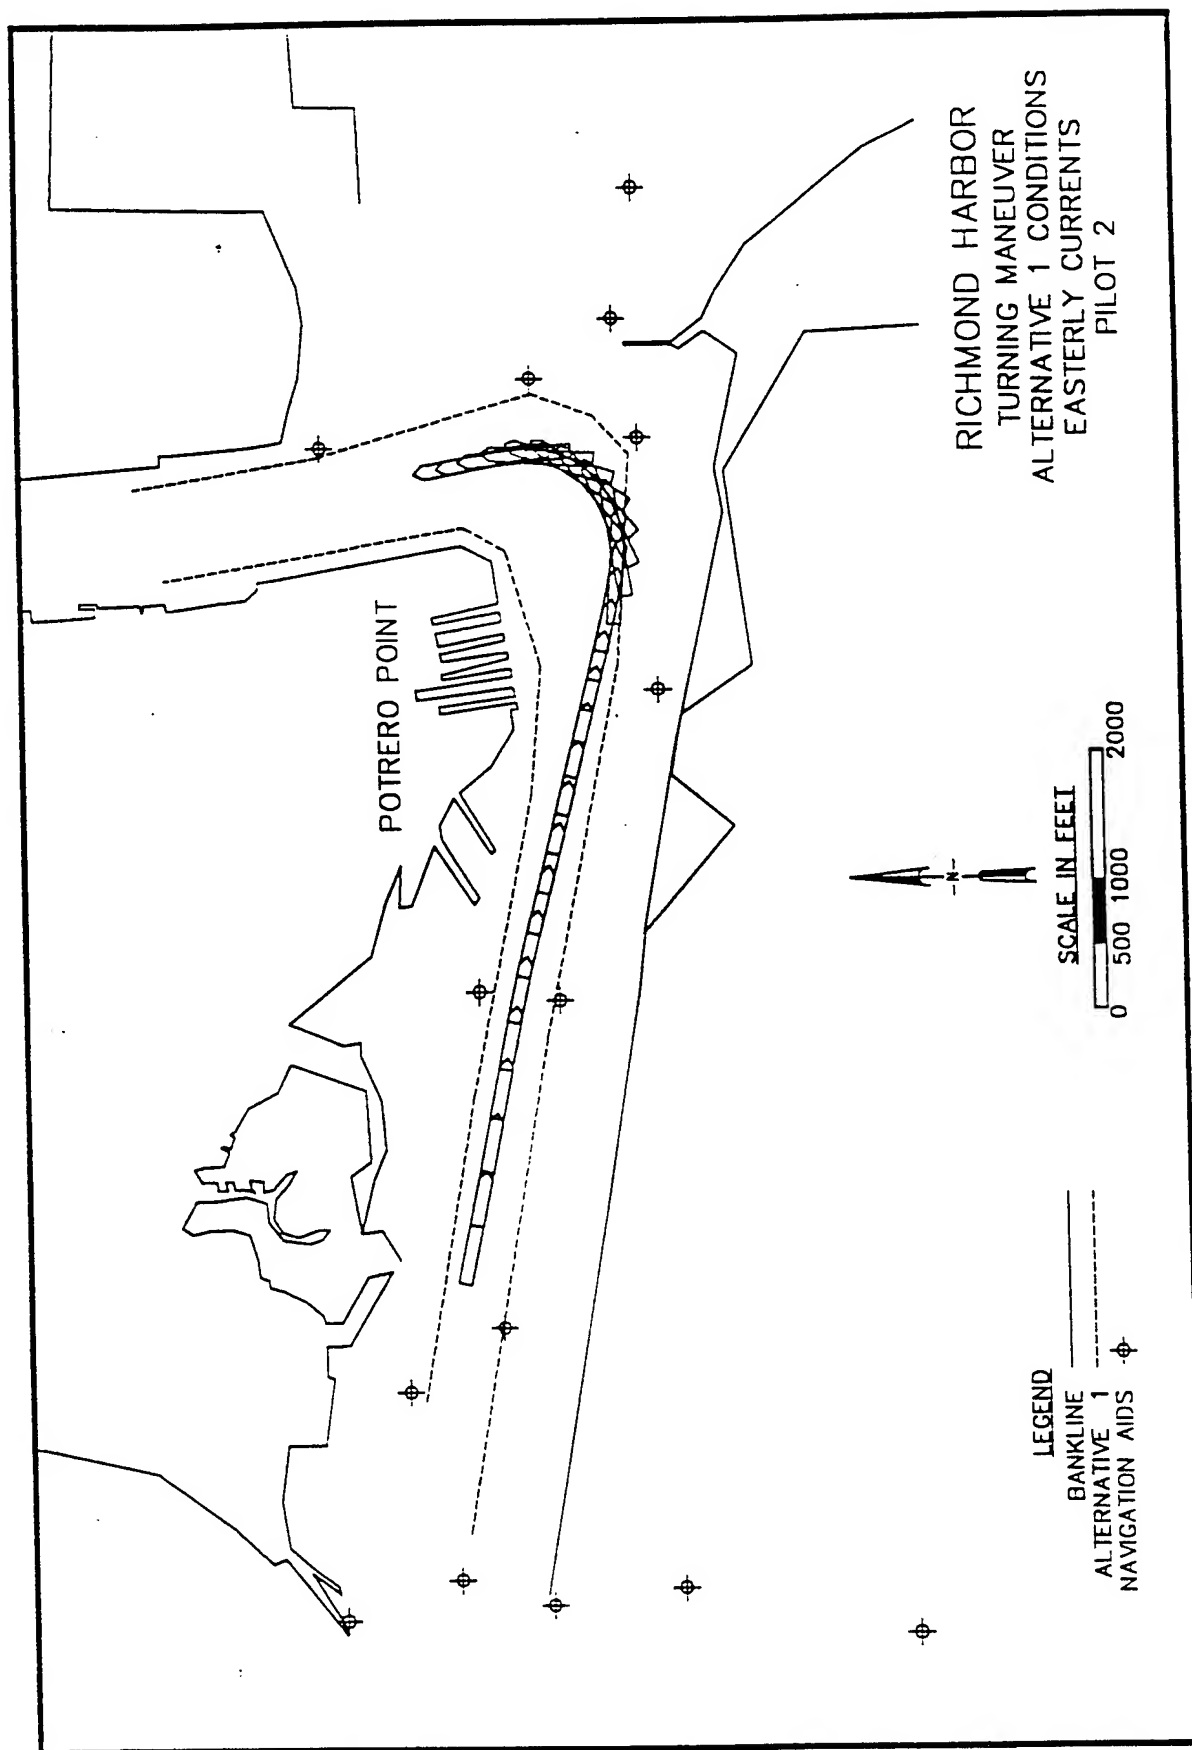 POTRERO POINT
RICHMOND HARBOR
TURNING MANEUVER
ALTERNATIVE 1 CONDITIONS
EASTERLY CURRENTS
PILOT 2
-N-
SCALE IN FEET
0 500 1000 2000
LEGEND
BANKLINE
ALTERNATIVE 1
NAVIGATION AIDS